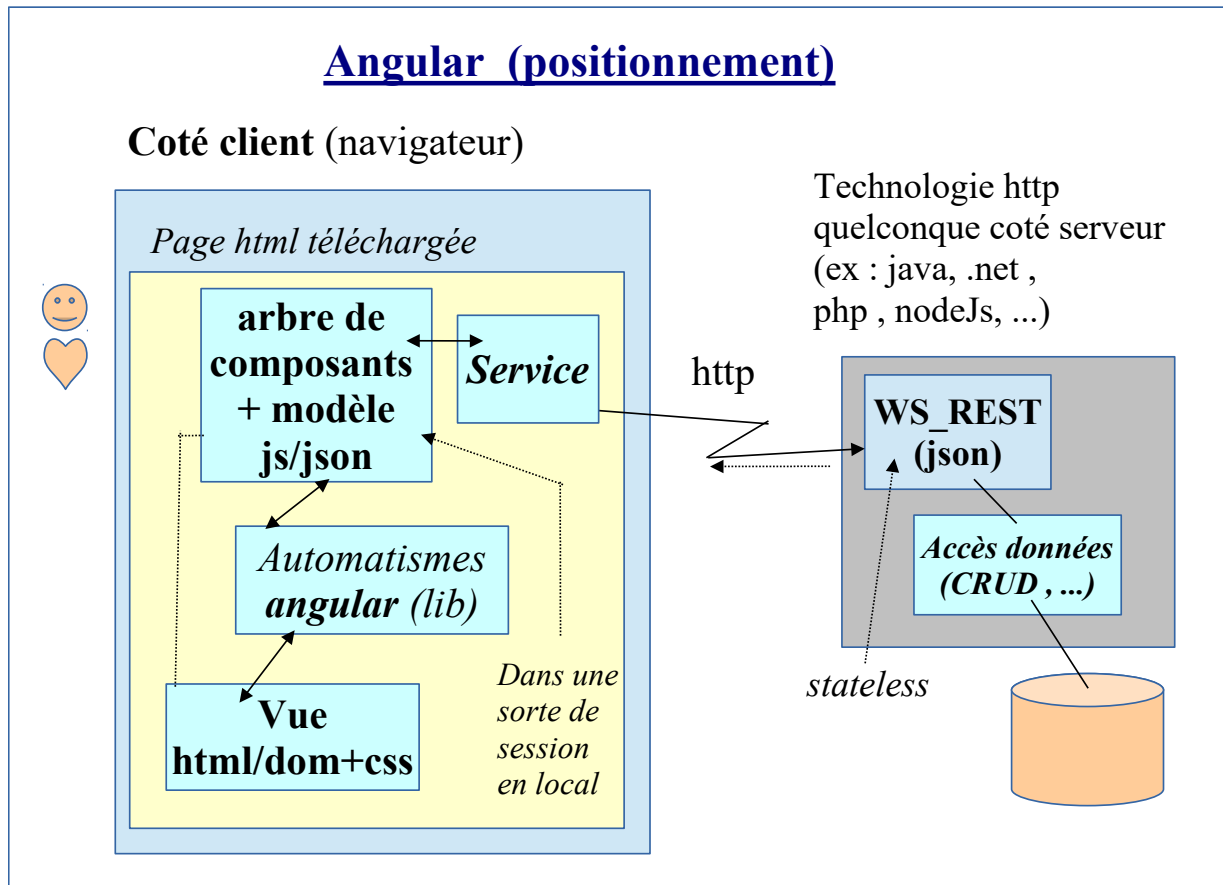 Angular (positionnement)
Coté client (navigateur)
Technologie http
quelconque coté serveur
(ex : java, .net ,
php , nodeJs, ...)
Page html téléchargée
arbre de
composants
+ modèle
js/json
Service
http
WS_REST
(json)
Automatismes
angular (lib)
Accès données
(CRUD , ...)
Dans une
sorte de
session
en local
stateless
Vue
html/dom+css